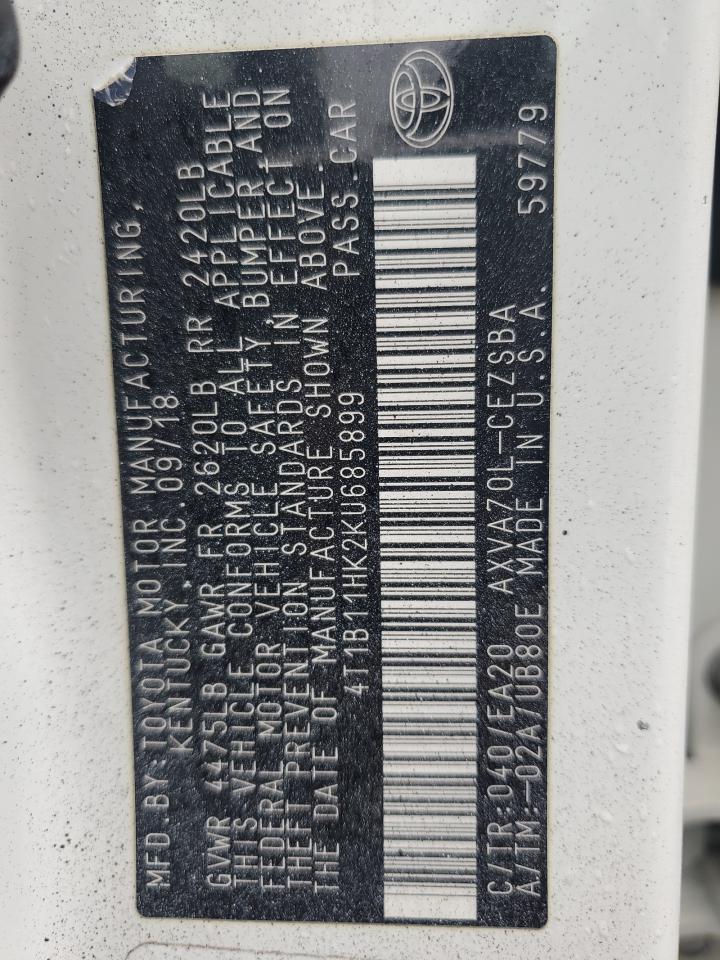 MFD.BY:TOYOTA MOTOR MANUFACTURING,
KENTUCKY,INC.09/18
GVWR 4475LB GAWR FR 2620LB RR 2420LB
THIS VEHICLE CONFORMS TO ALL APPLICABLE
FEDERAL MOTOR VEHICLE SAFETY, BUMPER,AND
THEFT PREVENTION STANDARDS IN EFFECT ON
THE DATE OF MANUFACTURE SHOWN ABOVE.
4T1B11HK2KU685899 PASS.CAR
C/TR:040/EA20 AXVA70L-CEZSBA
A/TM:-02A/UB80E MADE IN U.S.A. 59779